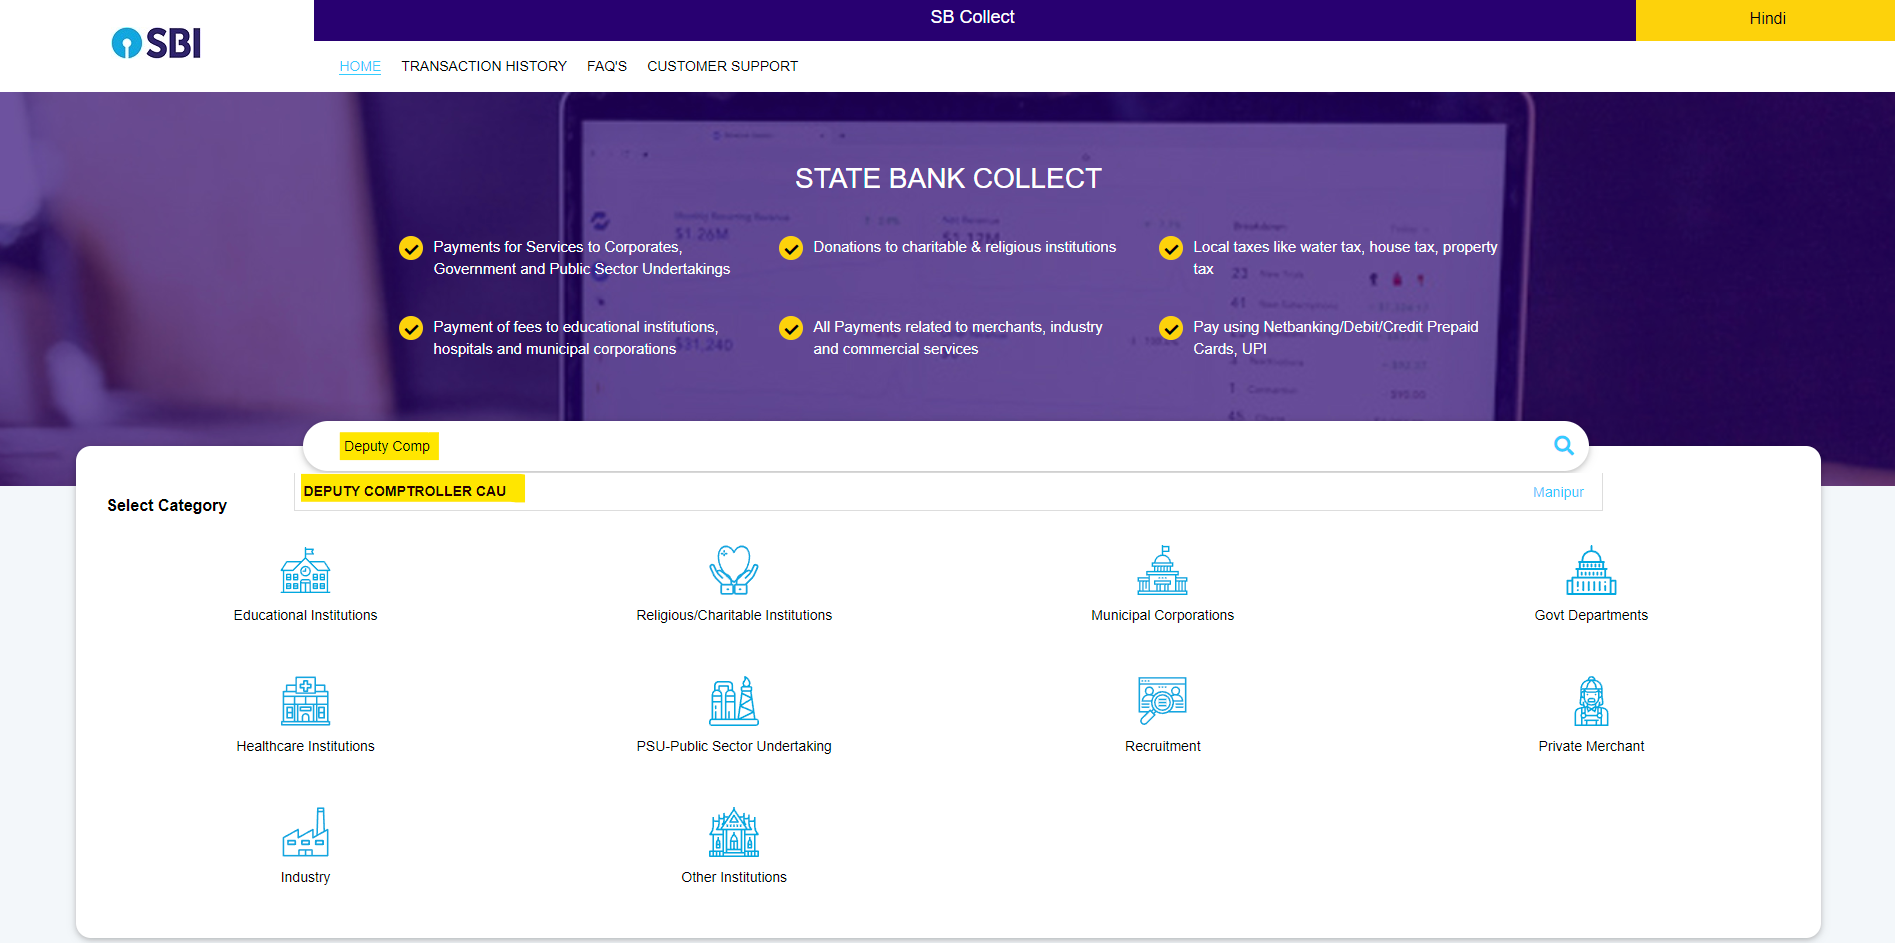 SBI
SB Collect
Hindi
HOME
TRANSACTION HISTORY
FAQ'S
CUSTOMER SUPPORT
STATE BANK COLLECT
Payments for Services to Corporates,
Government and Public Sector Undertakings
Donations to charitable & religious institutions
Local taxes like water tax, house tax, property
tax
Payment of fees to educational institutions,
hospitals and municipal corporations
All Payments related to merchants, industry
and commercial services
Pay using Netbanking/Debit/Credit Prepaid
Cards, UPI
Deputy Comp
DEPUTY COMPTROLLER CAU
Manipur
Select Category
Educational Institutions
Religious/Charitable Institutions
Municipal Corporations
Govt Departments
Healthcare Institutions
PSU-Public Sector Undertaking
Recruitment
Private Merchant
Industry
Other Institutions